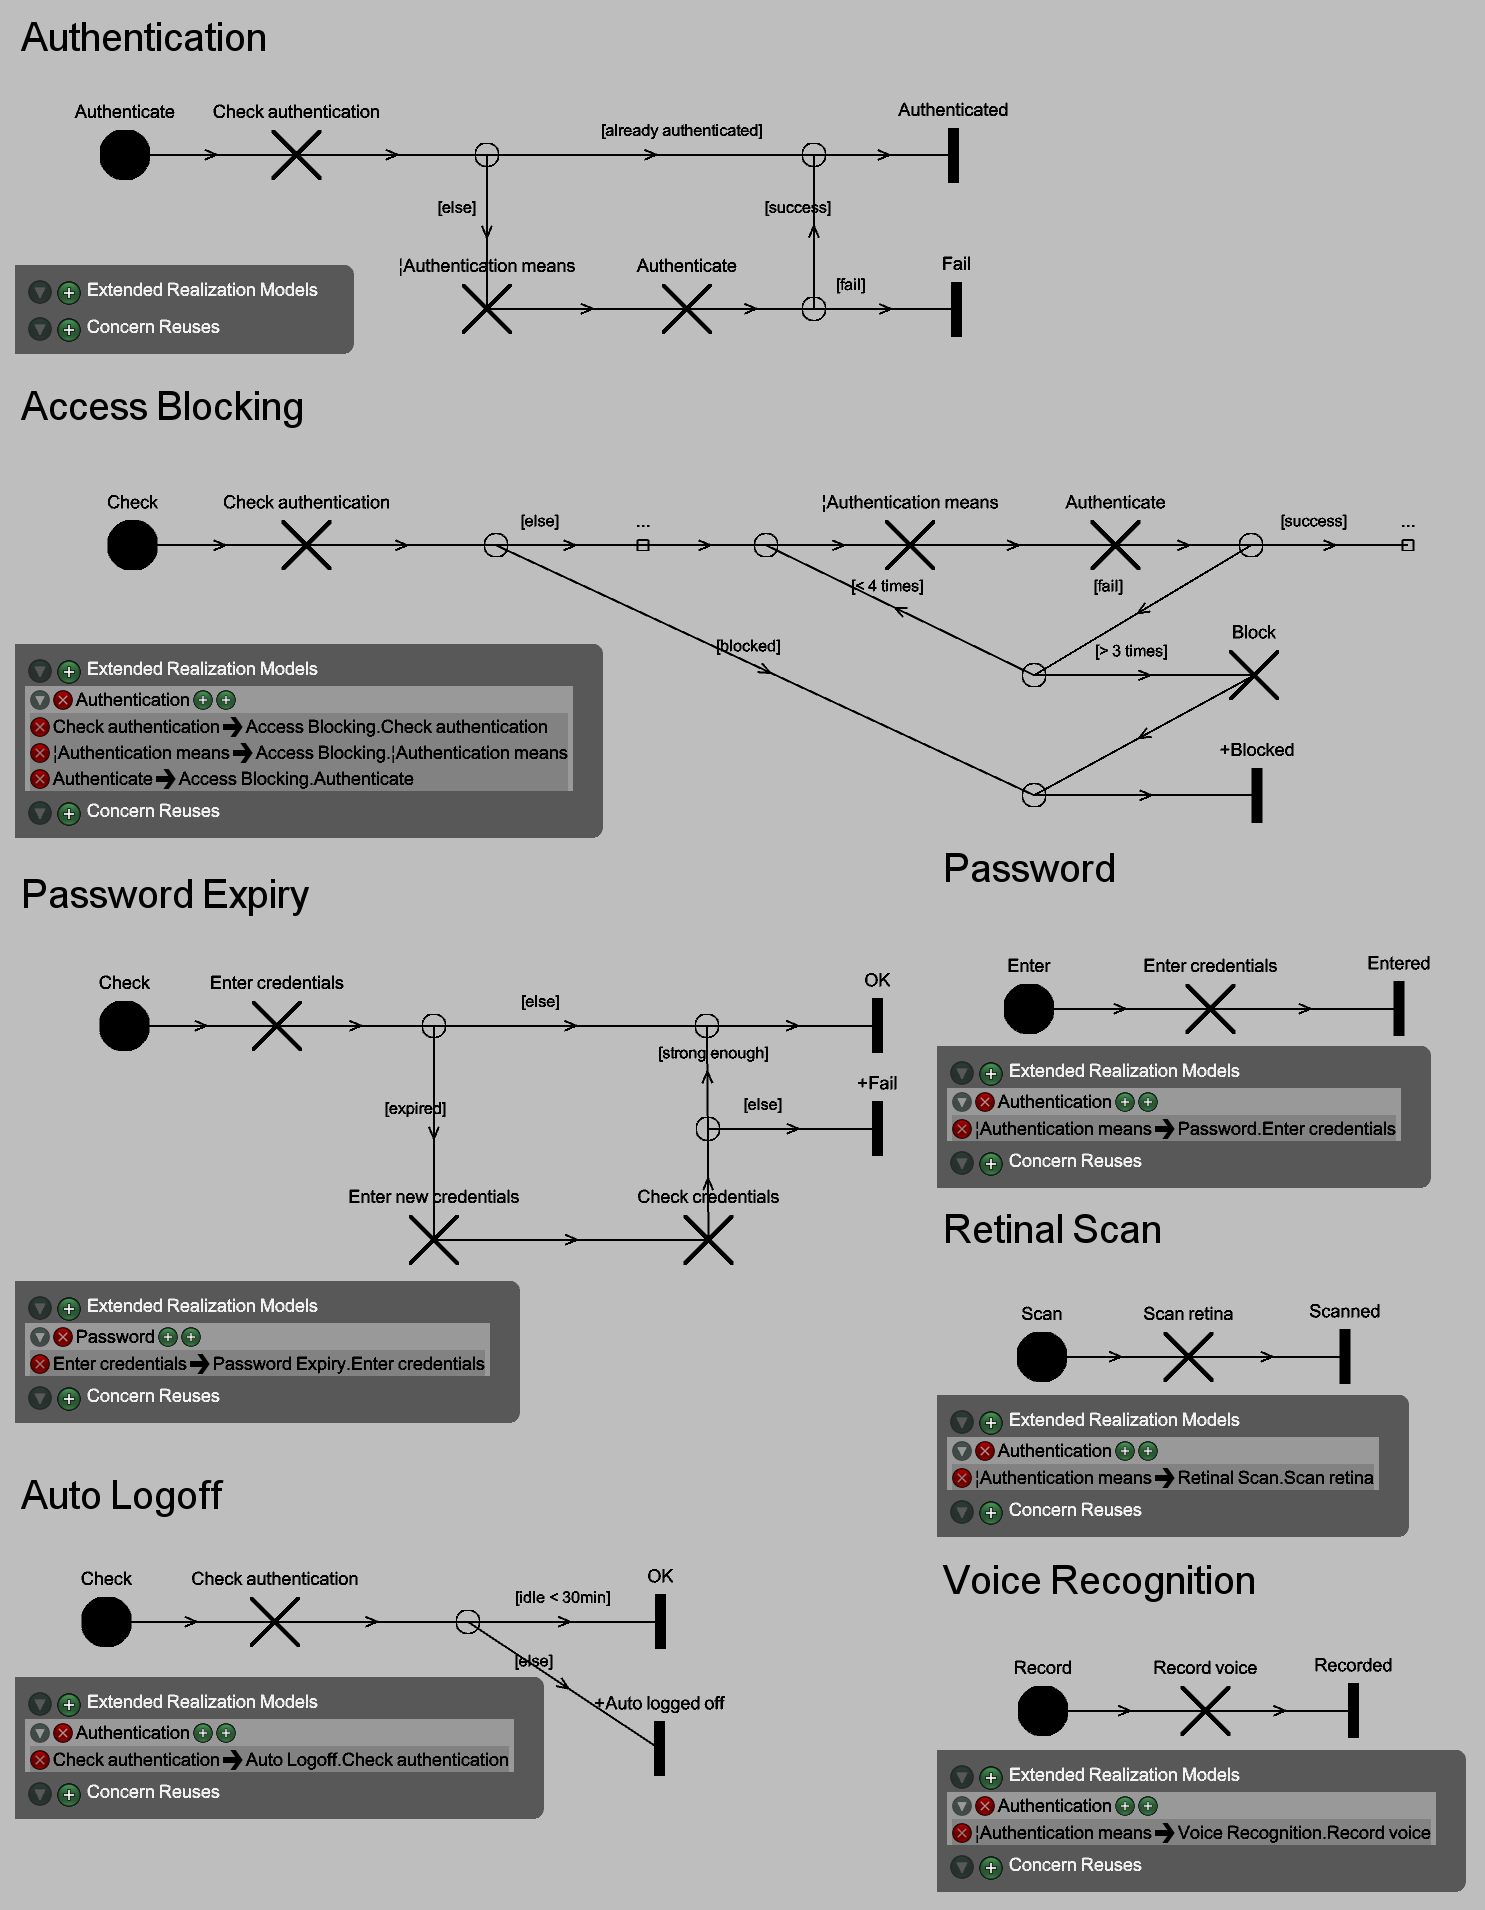 Authentication
Authenticate
Check authentication
[already authenticated]
Authenticated
[else]
[success]
¦Authentication means
Authenticate
[fail]
Fail
Extended Realization Models
Concern Reuses
Access Blocking
Check
Check authentication
[else]
...
¦Authentication means
Authenticate
[success]
...
[< 4 times]
[fail]
[blocked]
[> 3 times]
Block
+Blocked
Extended Realization Models
Authentication
Check authentication Access Blocking.Check authentication
¦Authentication means Access Blocking.¦Authentication means
Authenticate Access Blocking.Authenticate
Concern Reuses
Password Expiry
Check
Enter credentials
[else]
OK
[strong enough]
+Fail
[expired]
[else]
Enter new credentials
Check credentials
Extended Realization Models
Password
Enter credentials Password Expiry.Enter credentials
Concern Reuses
Auto Logoff
Check
Check authentication
[idle < 30min]
OK
[else]
+Auto logged off
Extended Realization Models
Authentication
Check authentication Auto Logoff.Check authentication
Concern Reuses
Password
Enter
Enter credentials
Entered
Extended Realization Models
Authentication
¦Authentication means Password.Enter credentials
Concern Reuses
Retinal Scan
Scan
Scan retina
Scanned
Extended Realization Models
Authentication
¦Authentication means Retinal Scan.Scan retina
Concern Reuses
Voice Recognition
Record
Record voice
Recorded
Extended Realization Models
Authentication
¦Authentication means Voice Recognition.Record voice
Concern Reuses